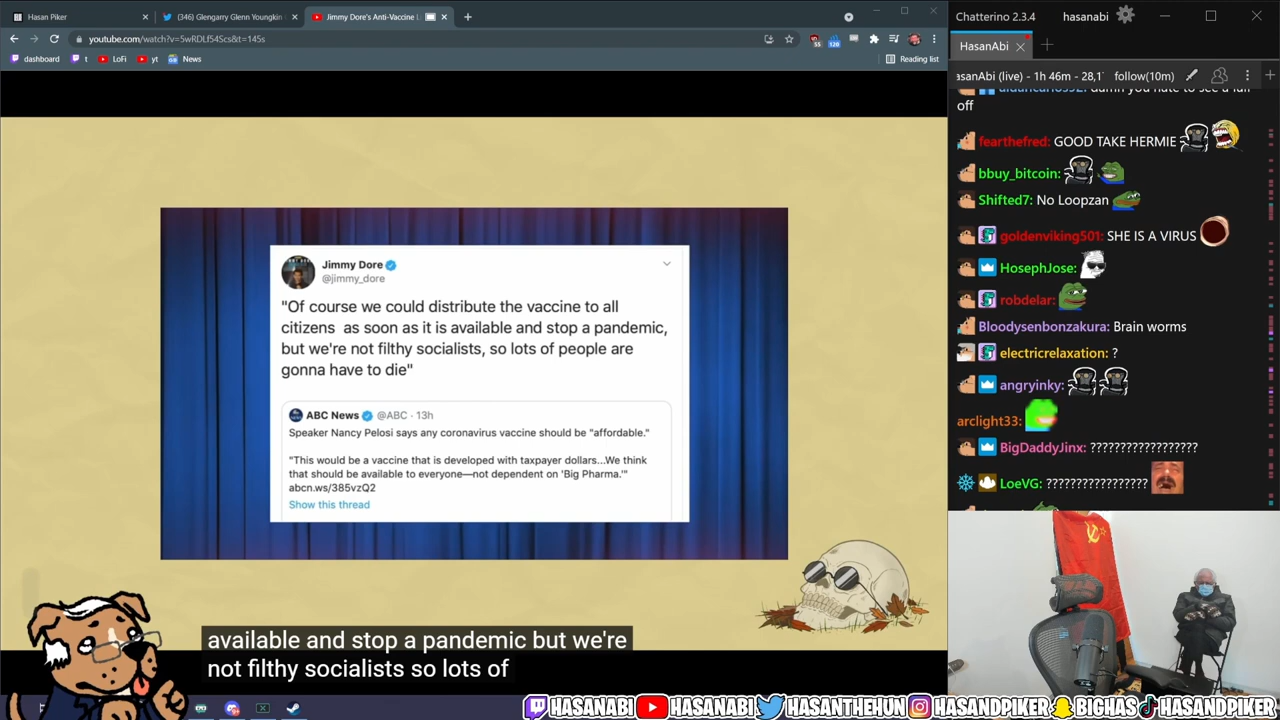 Hasan Piker
(346) Glengarry Glenn Youngkin
Jimmy Dore's Anti-Vaccine L
youtube.com/watch?v=5wRDLf54Scs&t=145s
dashboard
t
LoFi
yt
News
Reading list
Jimmy Dore
@jimmy_dore
"Of course we could distribute the vaccine to all
citizens as soon as it is available and stop a pandemic,
but we're not filthy socialists, so lots of people are
gonna have to die"
ABC News @ABC · 13h
Speaker Nancy Pelosi says any coronavirus vaccine should be "affordable."
"This would be a vaccine that is developed with taxpayer dollars...We think
that should be available to everyone—not dependent on 'Big Pharma.'"
abcn.ws/385vzQ2
Show this thread
available and stop a pandemic but we're
not filthy socialists so lots of
Chatterino 2.3.4
hasanabi
HasanAbi
asanAbi (live) - 1h 46m - 28,1
follow(10m)
off
fearthefred: GOOD TAKE HERMIE
bbuy_bitcoin:
Shifted7: No Loopzan
goldenviking501: SHE IS A VIRUS
HosephJose:
robdelar:
Bloodysenbonzakura: Brain worms
electricrelaxation: ?
angryinky:
arclight33:
BigDaddyJinx: ??????????????????
LoeVG: ?????????????????
HASANABI
HASANABI
HASANTHEHUN
HASANDPIKER
BIGHAS
HASANDPIKER